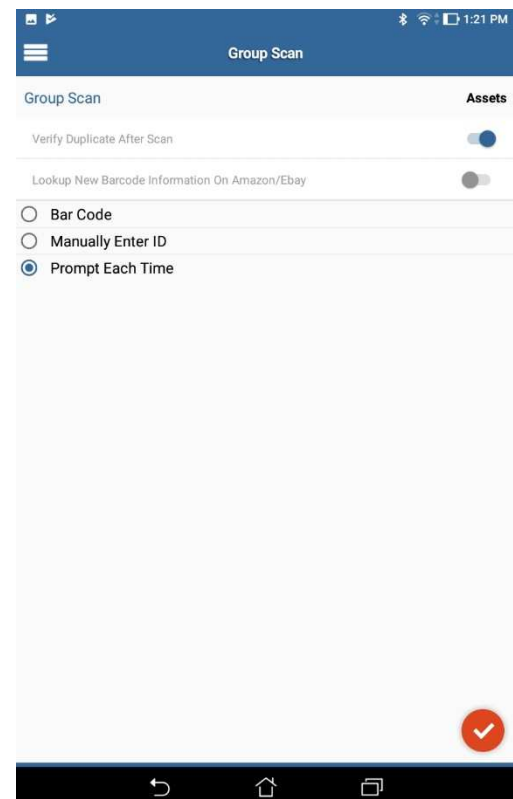 1:21 PM
Group Scan
Group Scan Assets
Verify Duplicate After Scan
Lookup New Barcode Information On Amazon/Ebay
Bar Code
Manually Enter ID
Prompt Each Time